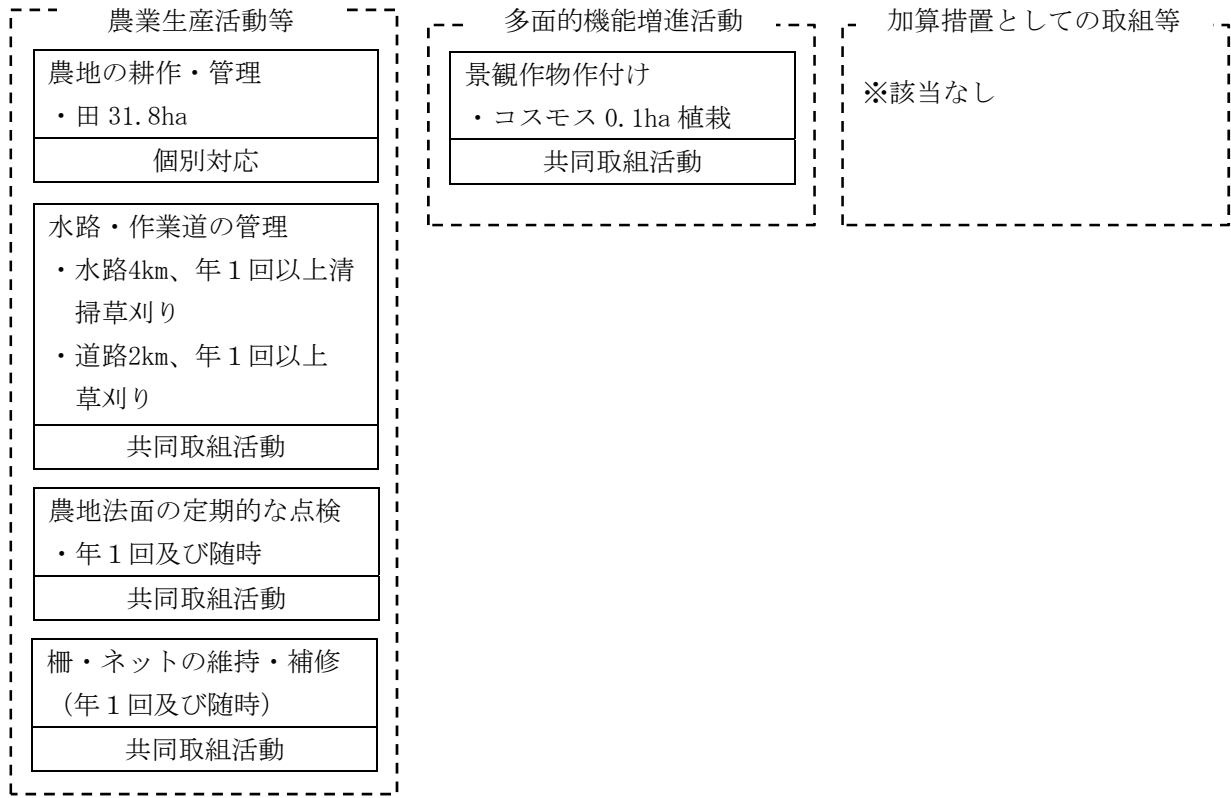 農業生産活動等
農地の耕作・管理
・田 31.8ha
個別対応
水路・作業道の管理
・水路4km、年１回以上清
掃草刈り
・道路2km、年１回以上
草刈り
共同取組活動
農地法面の定期的な点検
・年１回及び随時
共同取組活動
柵・ネットの維持・補修
（年１回及び随時）
共同取組活動
多面的機能増進活動
景観作物作付け
・コスモス 0.1ha 植栽
共同取組活動
加算措置としての取組等
※該当なし